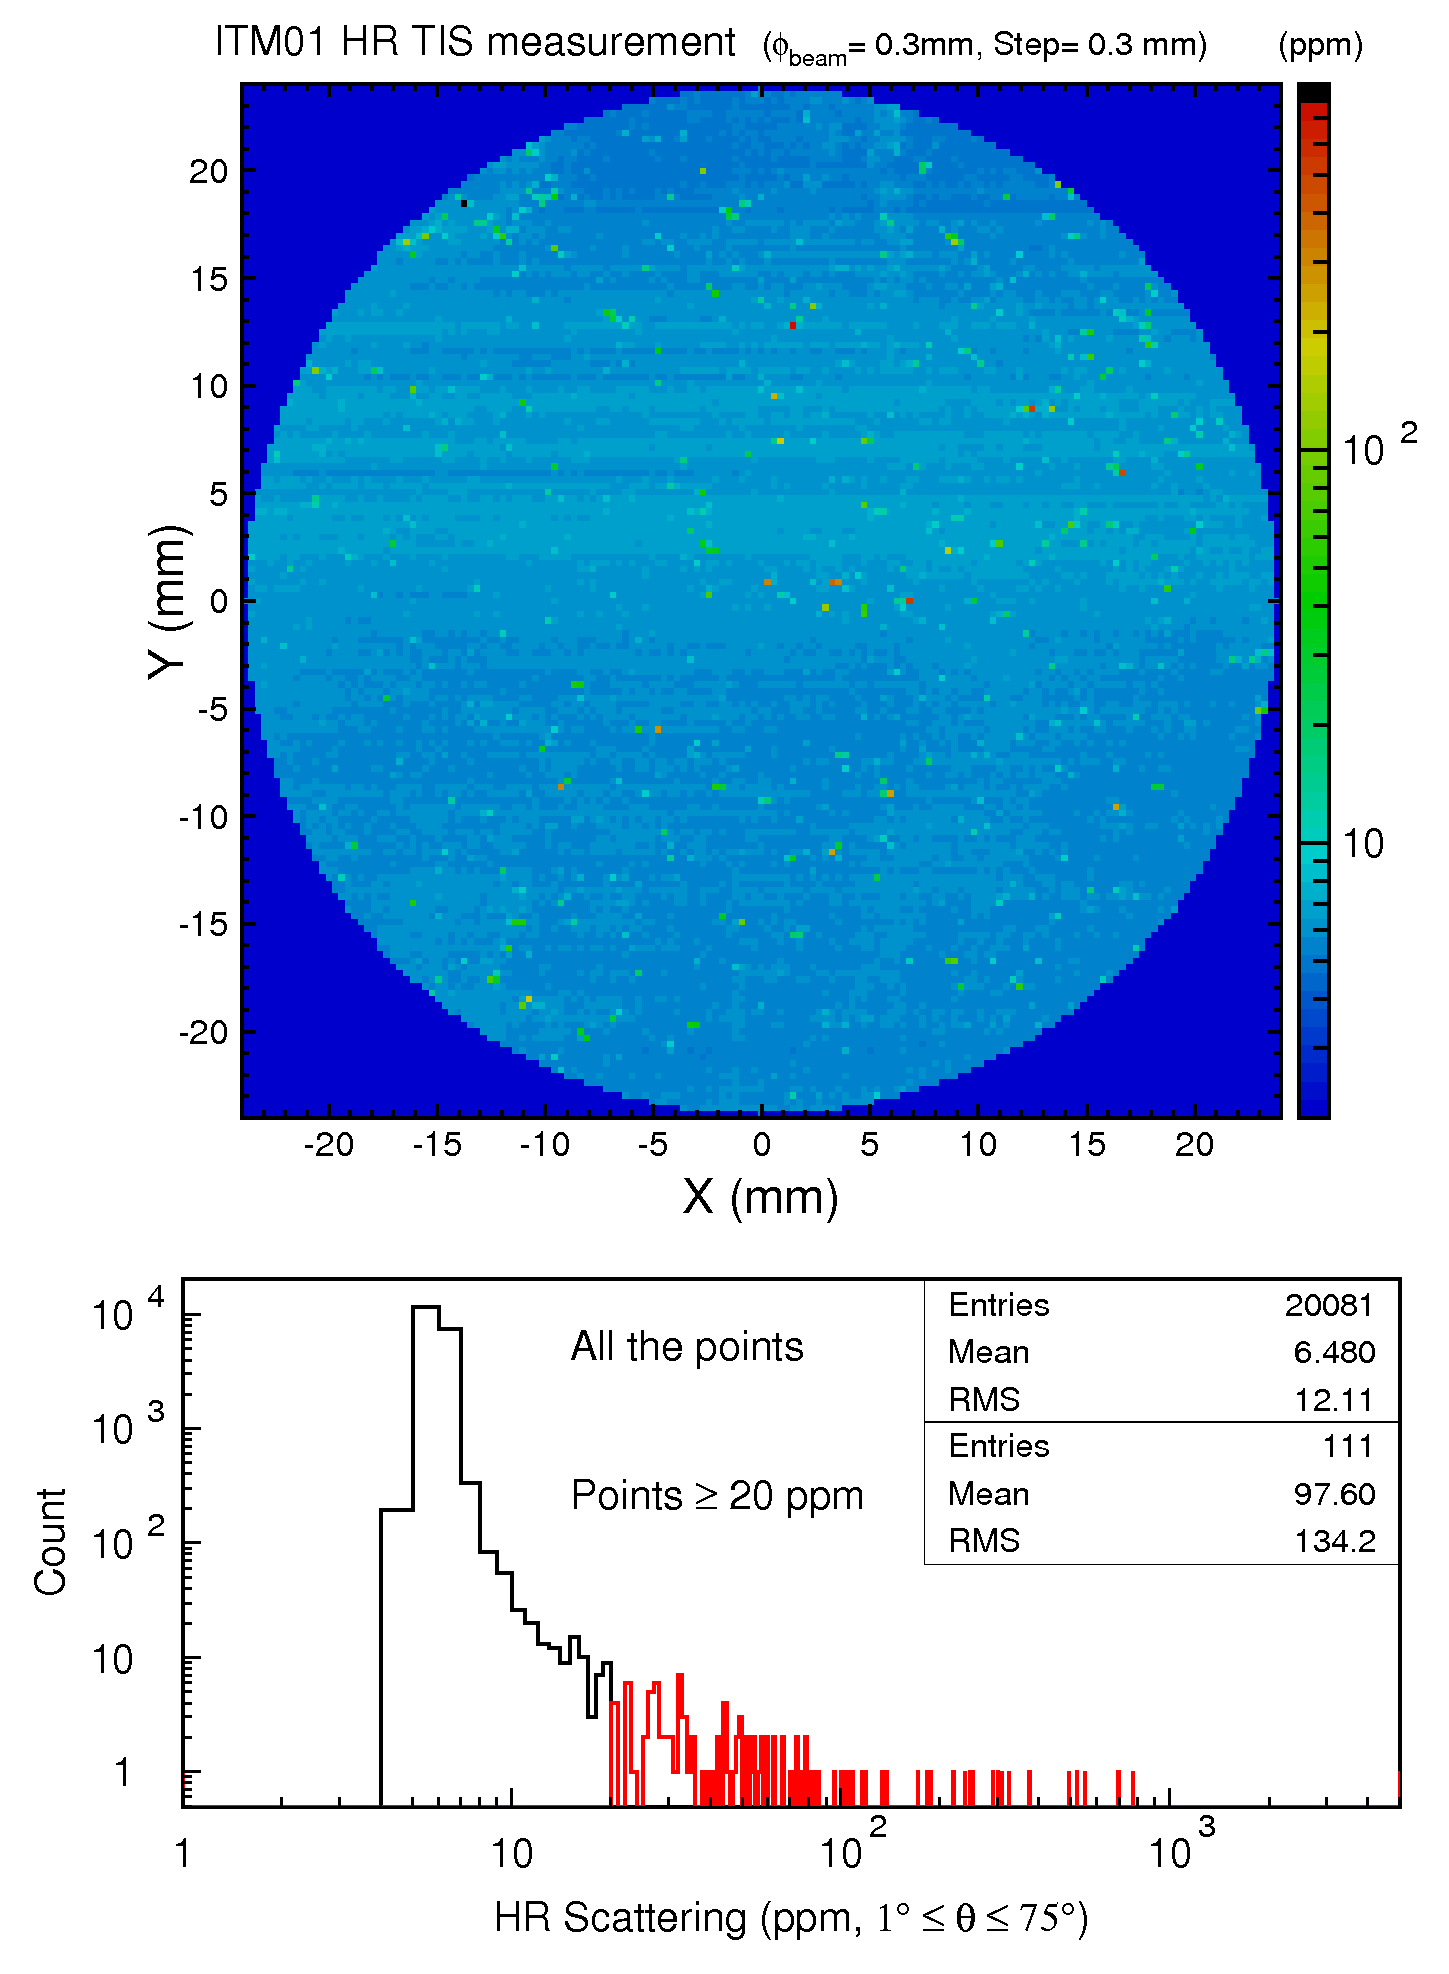 ITM01 HR TIS measurement (ϕbeam= 0.3mm, Step= 0.3 mm) (ppm)
20
15
10
5
0
-5
-10
-15
-20
Y (mm)
10 2
10
-20 -15 -10 -5 0 5 10 15 20
X (mm)
10 4
10 3
10 2
10
1
Count
All the points
Points ≥ 20 ppm
Entries 20081
Mean 6.480
RMS 12.11
Entries 111
Mean 97.60
RMS 134.2
1 10 10 2 10 3
HR Scattering (ppm, 1° ≤ θ ≤ 75°)